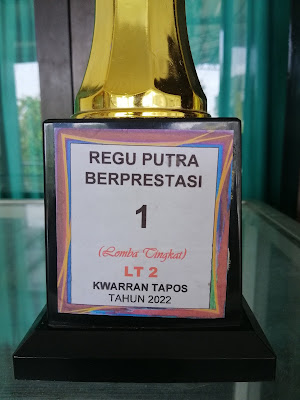 REGU PUTRA
BERPRESTASI
1
(Lomba Tingkat)
LT 2
KWARRAN TAPOS
TAHUN 2022